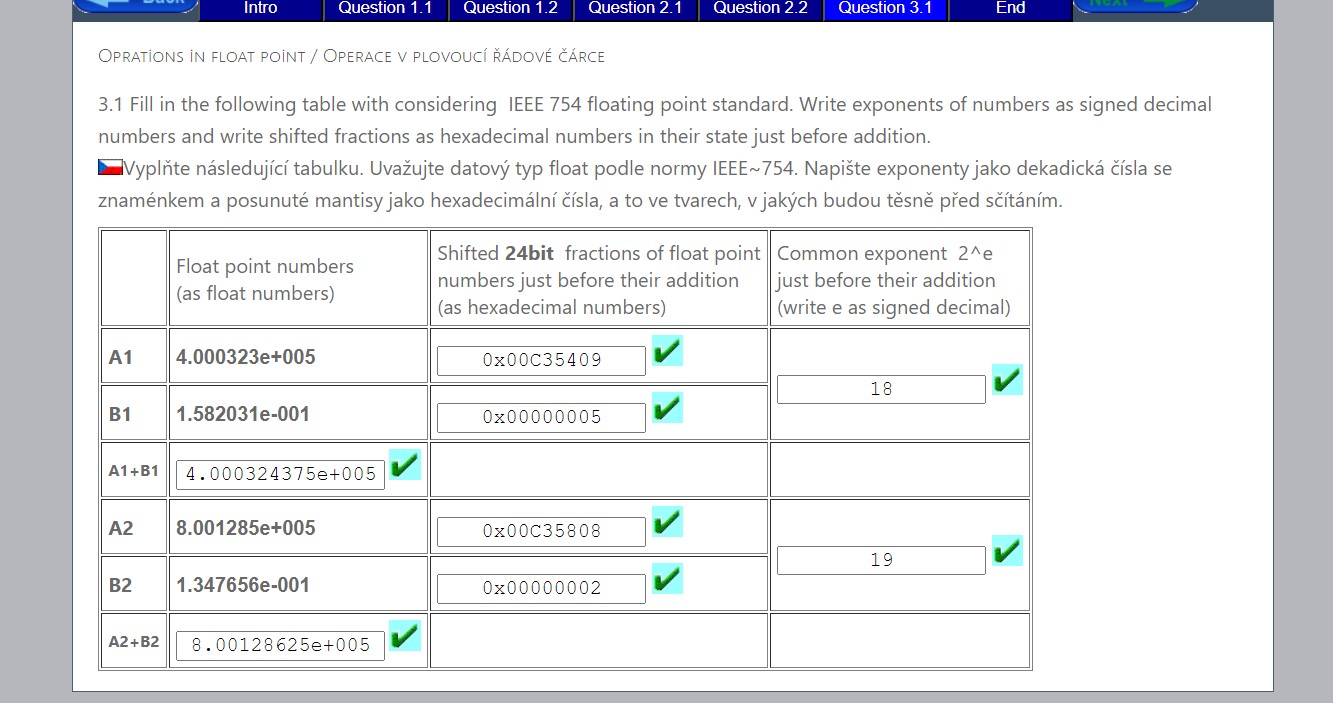 Back Intro Question 1.1 Question 1.2 Question 2.1 Question 2.2 Question 3.1 End Next
Oprations in float point / Operace v plovoucí řádové čárce
3.1 Fill in the following table with considering IEEE 754 floating point standard. Write exponents of numbers as signed decimal
numbers and write shifted fractions as hexadecimal numbers in their state just before addition.
Vyplňte následující tabulku. Uvažujte datový typ float podle normy IEEE~754. Napište exponenty jako dekadická čísla se
znaménkem a posunuté mantisy jako hexadecimální čísla, a to ve tvarech, v jakých budou těsně před sčítáním.
Float point numbers
(as float numbers)
Shifted 24bit fractions of float point
numbers just before their addition
(as hexadecimal numbers)
Common exponent 2^e
just before their addition
(write e as signed decimal)
A1 4.000323e+005 0x00C35409
18
B1 1.582031e-001 0x00000005
A1+B1 4.000324375e+005
A2 8.001285e+005 0x00C35808
19
B2 1.347656e-001 0x00000002
A2+B2 8.00128625e+005